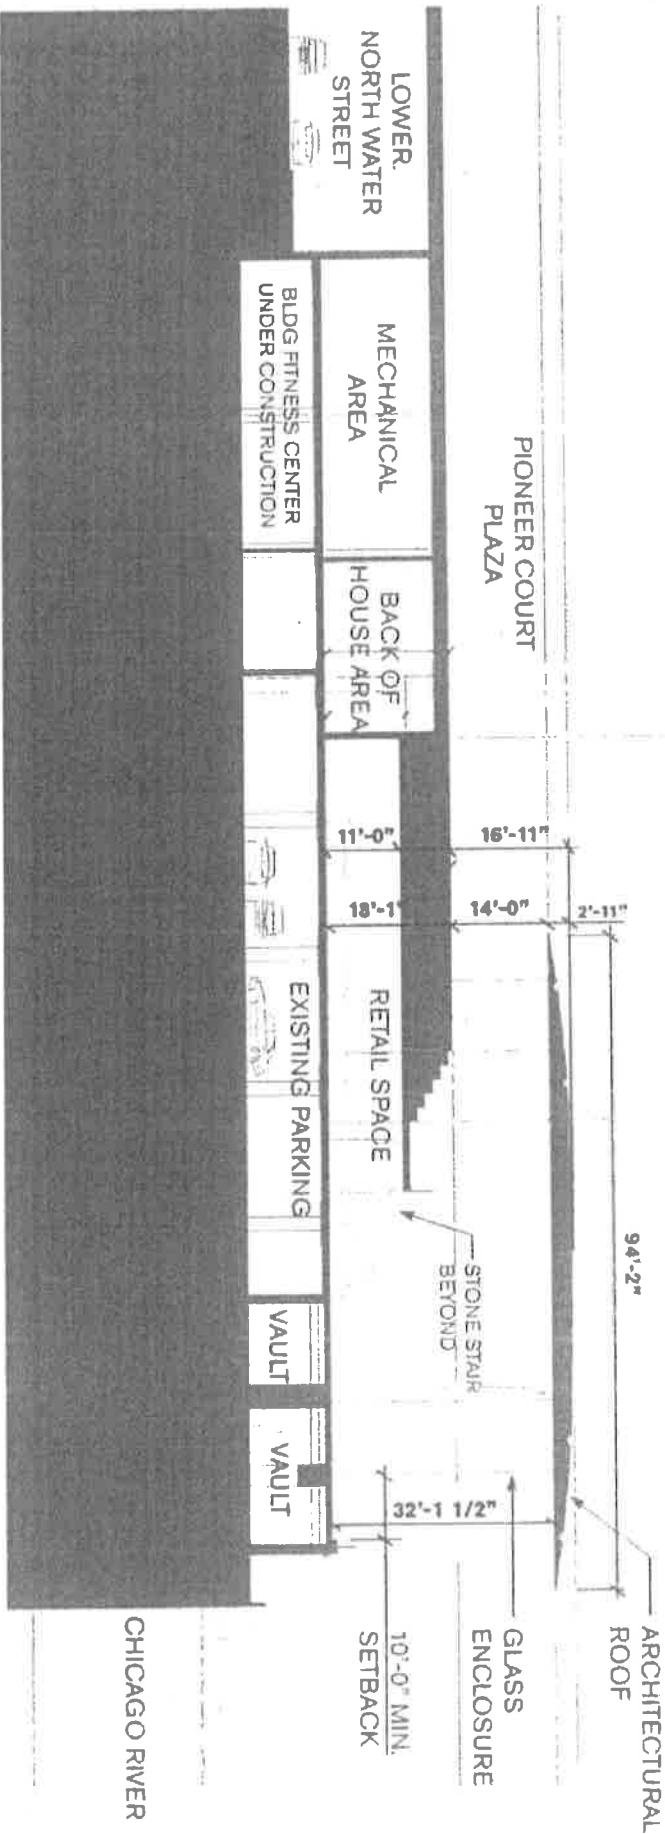 LOWER.
NORTH WATER
STREET
MECHANICAL
AREA
BLDG FITNESS CENTER
UNDER CONSTRUCTION
PIONEER COURT
PLAZA
BACK OF
HOUSE AREA
11'-0"
16'-11"
18'-1"
14'-0"
2'-11"
94'-2"
RETAIL SPACE
EXISTING PARKING
STONE STAIR
BEYOND
VAULT
VAULT
32'-1 1/2"
ARCHITECTURAL
ROOF
GLASS
ENCLOSURE
10'-0" MIN.
SETBACK
CHICAGO RIVER